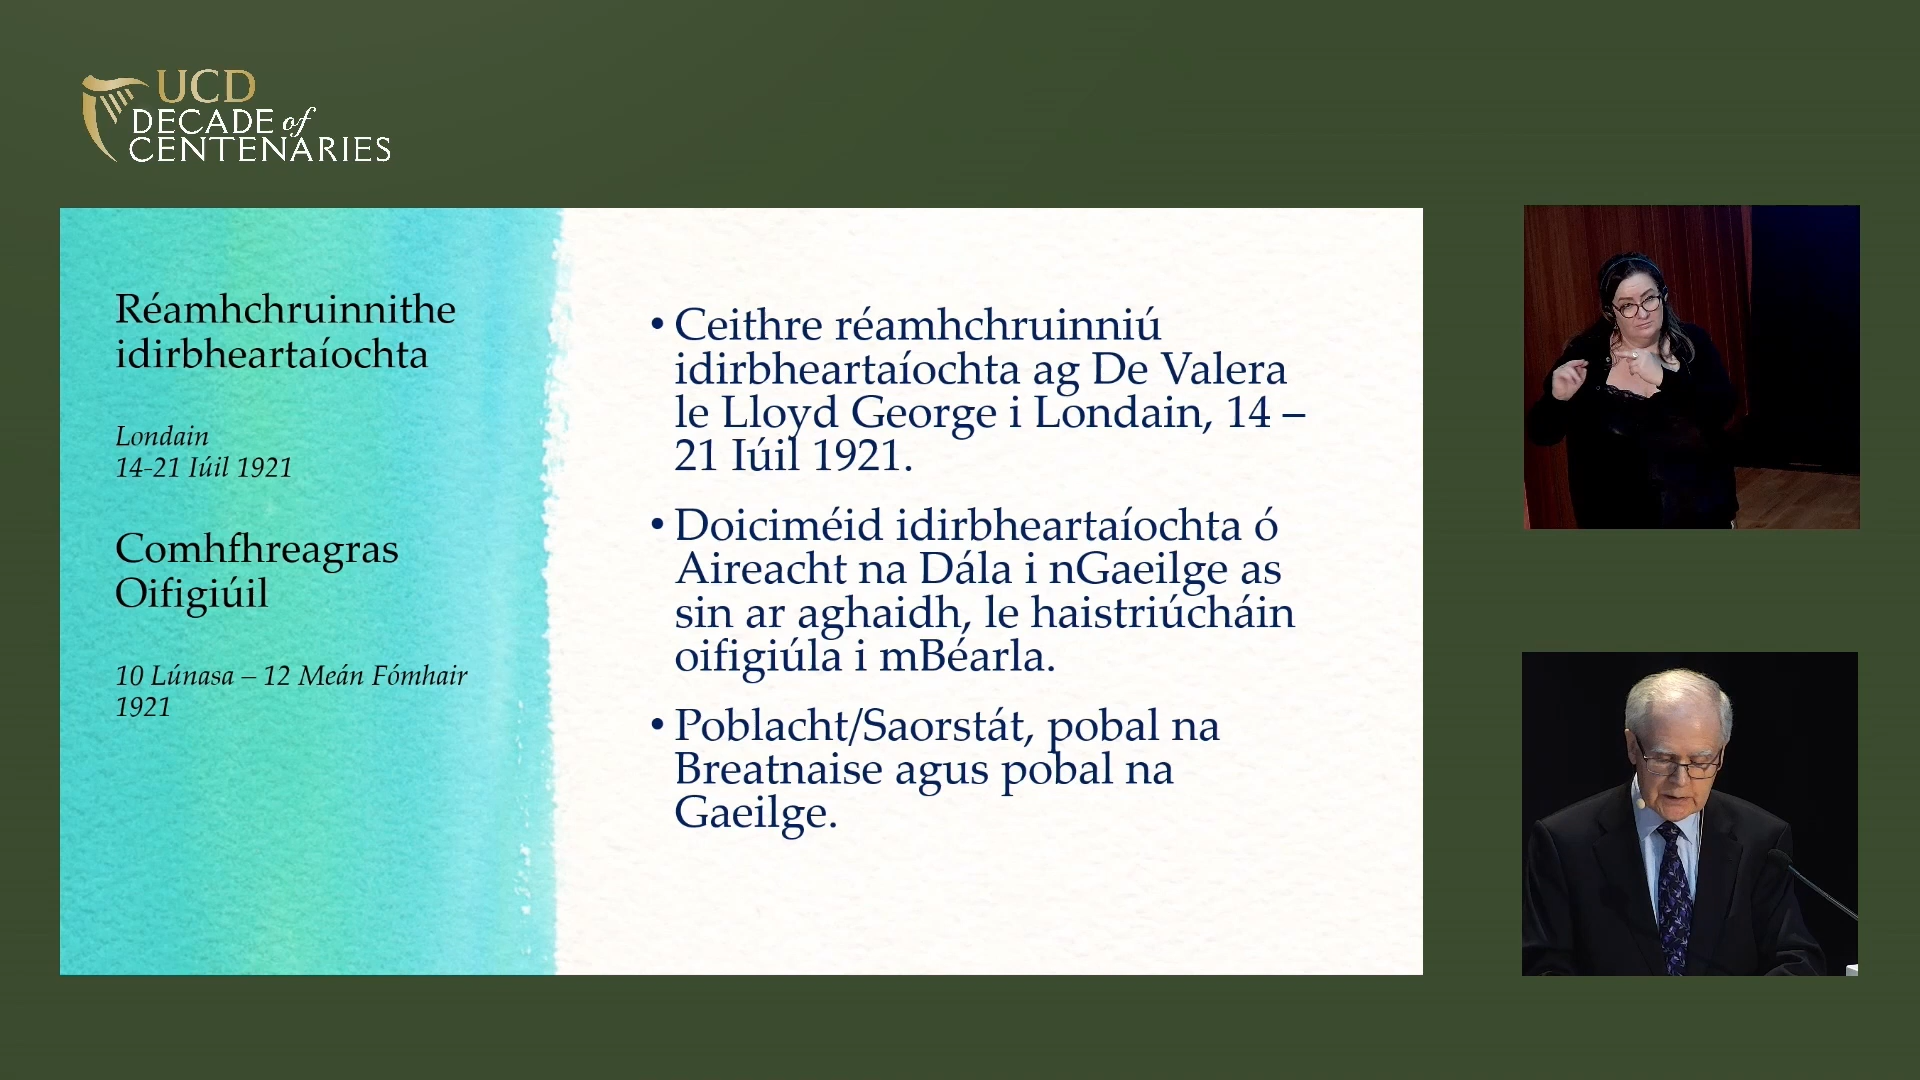 UCD
DECADE of
CENTENARIES
Réamhchruinnithe
idirbheartaíochta
Londain
14-21 Iúil 1921
Comhfhreagras
Oifigiúil
10 Lúnasa – 12 Meán Fómhair
1921
• Ceithre réamhchruinniú
idirbheartaíochta ag De Valera
le Lloyd George i Londain, 14 –
21 Iúil 1921.
• Doiciméid idirbheartaíochta ó
Aireacht na Dála i nGaeilge as
sin ar aghaidh, le haistriúcháin
oifigiúla i mBéarla.
• Poblacht/Saorstát, pobal na
Breatnaise agus pobal na
Gaeilge.